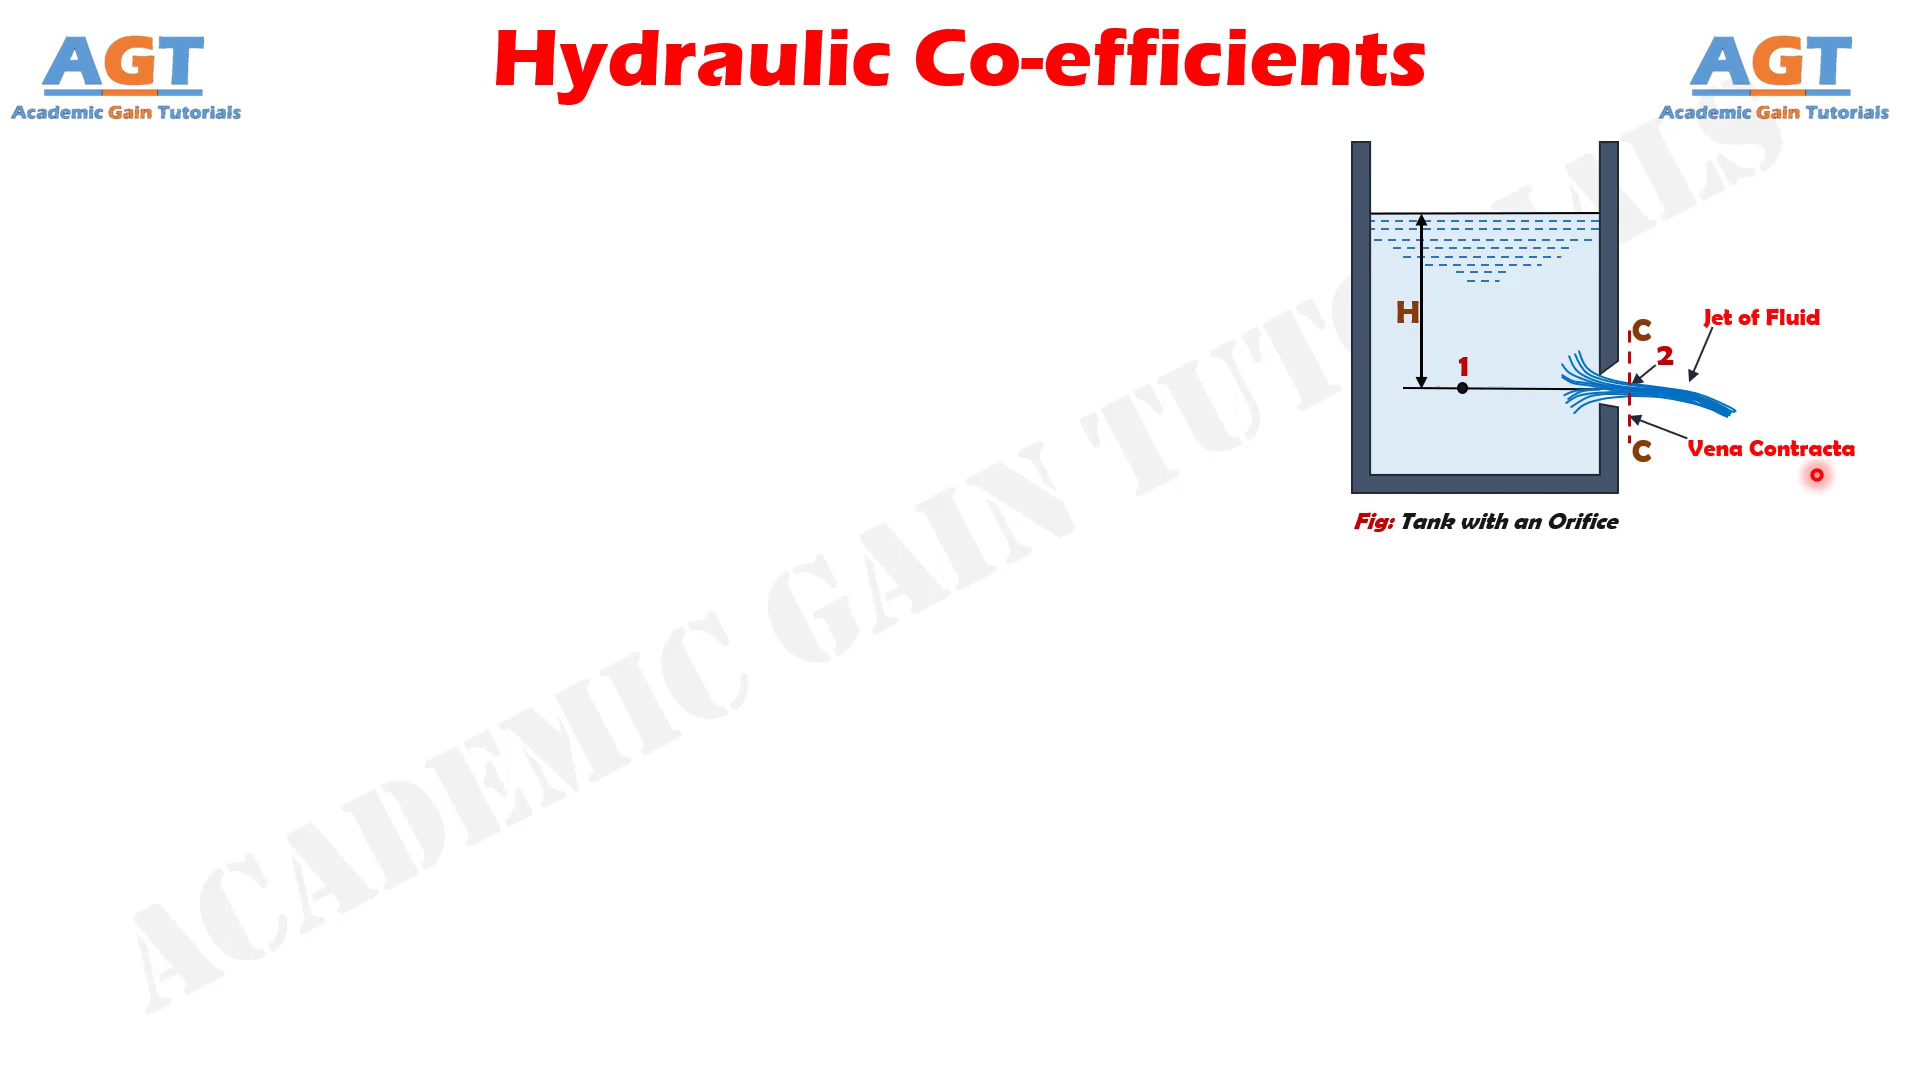 AGT
Academic Gain Tutorials
Hydraulic Co-efficients
AGT
Academic Gain Tutorials
H
1
C
2
Jet of Fluid
Vena Contracta
C
Fig: Tank with an Orifice
ACADEMIC GAIN TUTORIALS